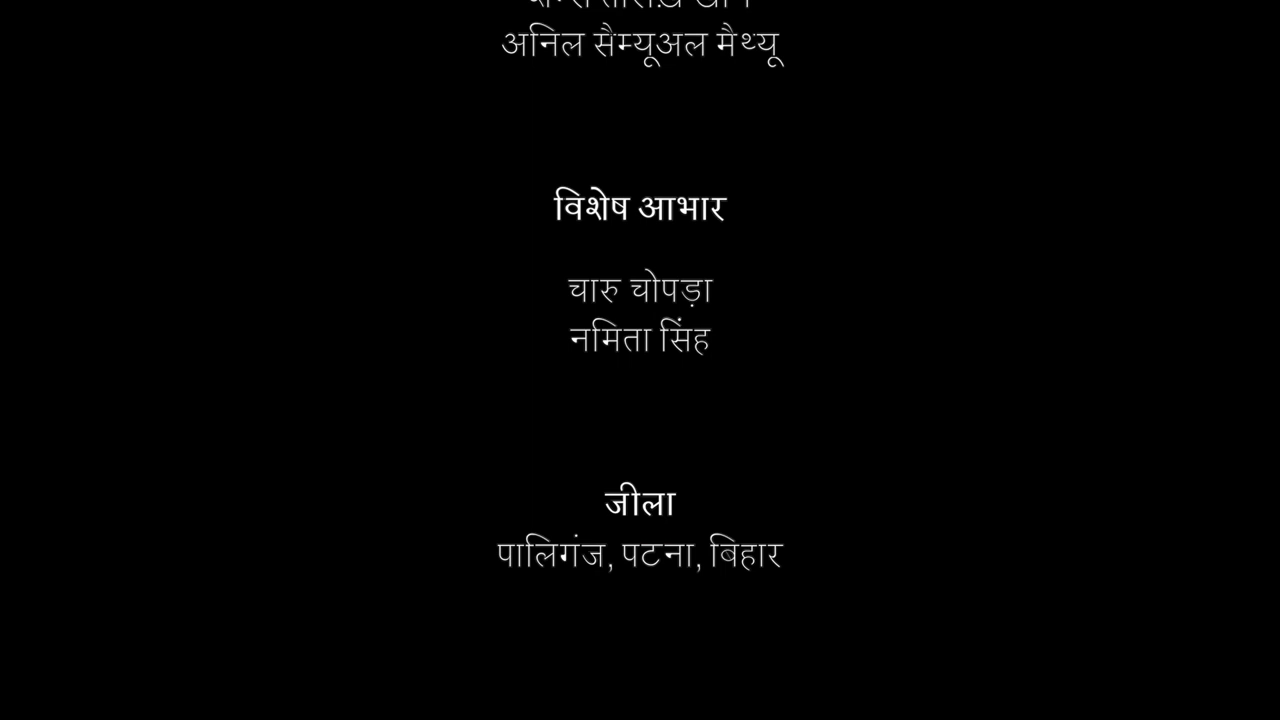 अनिल सैम्यूअल मैथ्यू
विशेष आभार
चारु चोपड़ा
नमिता सिंह
जीला
पालिगंज, पटना, बिहार